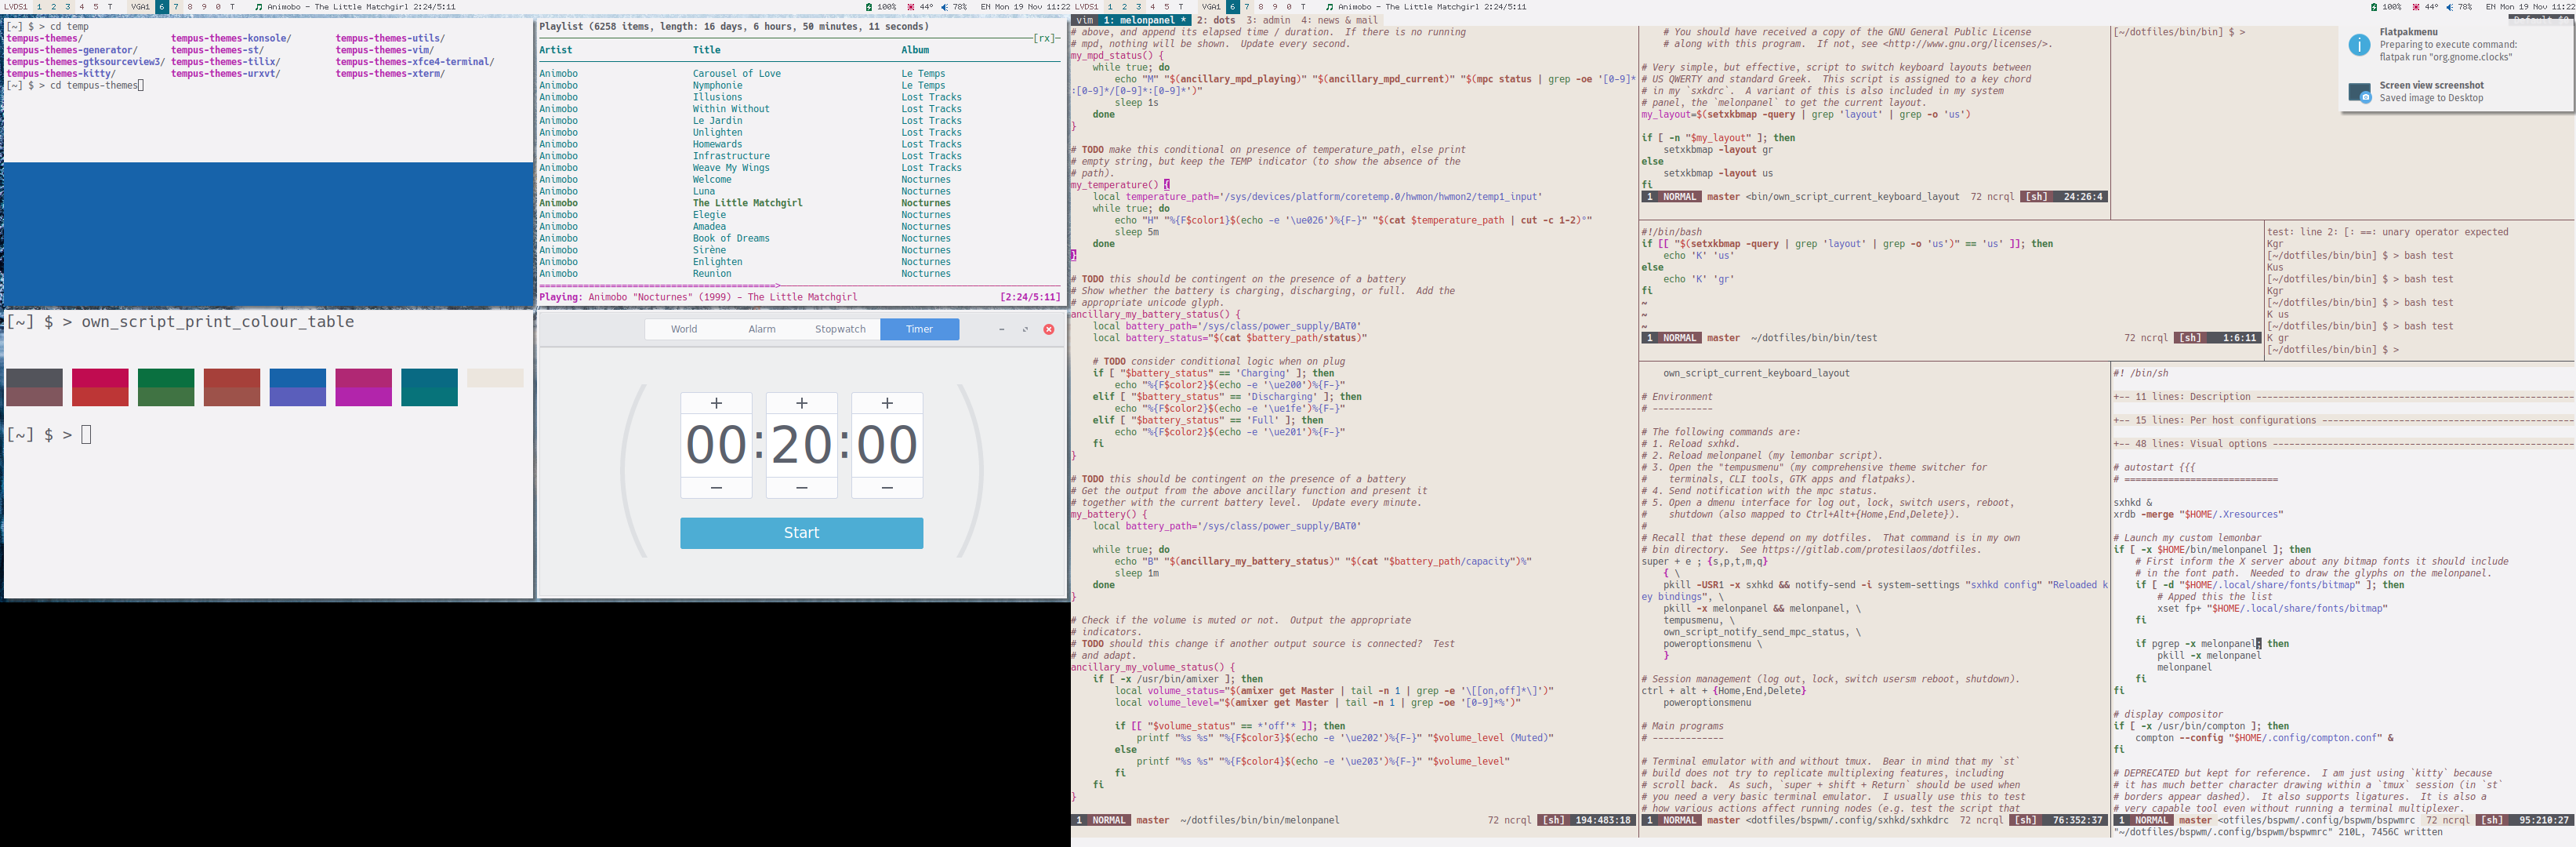 LVDS1 1 2 3 4 5 T VGA1 6 7 8 9 0 T Animobo - The Little Matchgirl 2:24/5:11 100% 44° 78% EN Mon 19 Nov 11:22
[~] $ > cd temp
tempus-themes/ tempus-themes-konsole/ tempus-themes-utils/
tempus-themes-generator/ tempus-themes-st/ tempus-themes-vim/
tempus-themes-gtksourceview3/ tempus-themes-tilix/ tempus-themes-xfce4-terminal/
tempus-themes-kitty/ tempus-themes-urxvt/ tempus-themes-xterm/
[~] $ > cd tempus-themes
Playlist (6258 items, length: 16 days, 6 hours, 50 minutes, 11 seconds)
[rx]
Artist Title Album
Animobo Carousel of Love Le Temps
Animobo Nymphonie Le Temps
Animobo Illusions Lost Tracks
Animobo Within Without Lost Tracks
Animobo Le Jardin Lost Tracks
Animobo Unlighten Lost Tracks
Animobo Homewards Lost Tracks
Animobo Infrastructure Lost Tracks
Animobo Weave My Wings Lost Tracks
Animobo Welcome Nocturnes
Animobo Luna Nocturnes
Animobo The Little Matchgirl Nocturnes
Animobo Elegie Nocturnes
Animobo Amadea Nocturnes
Animobo Book of Dreams Nocturnes
Animobo Sirène Nocturnes
Animobo Enlighten Nocturnes
Animobo Reunion Nocturnes
Playing: Animobo "Nocturnes" (1999) - The Little Matchgirl [2:24/5:11]
[~] $ > own_script_print_colour_table
[~] $ >
World Alarm Stopwatch Timer
+ + +
00:20:00
− − −
Start
LVDS1 1 2 3 4 5 T VGA1 6 7 8 9 0 T Animobo - The Little Matchgirl 2:24/5:11 100% 44° 78% EN Mon 19 Nov 11:22
vim 1: melonpanel * 2: dots 3: admin 4: news & mail
# above, and append its elapsed time / duration.  If there is no running
# mpd, nothing will be shown.  Update every second.
my_mpd_status() {
while true; do
echo "M" "$(ancillary_mpd_playing)" "$(ancillary_mpd_current)" "$(mpc status | grep -oe '[0-9]*
:[0-9]*/[0-9]*:[0-9]*')"
sleep 1s
done
}
# TODO make this conditional on presence of temperature_path, else print
# empty string, but keep the TEMP indicator (to show the absence of the
# path).
my_temperature() {
local temperature_path='/sys/devices/platform/coretemp.0/hwmon/hwmon2/temp1_input'
while true; do
echo "H" "%{F$color1}$(echo -e '\ue026')%{F-}" "$(cat $temperature_path | cut -c 1-2)°"
sleep 5m
done
}
# TODO this should be contingent on the presence of a battery
# Show whether the battery is charging, discharging, or full.  Add the
# appropriate unicode glyph.
ancillary_my_battery_status() {
local battery_path='/sys/class/power_supply/BAT0'
local battery_status="$(cat $battery_path/status)"
# TODO consider conditional logic when on plug
if [ "$battery_status" == 'Charging' ]; then
echo "%{F$color2}$(echo -e '\ue200')%{F-}"
elif [ "$battery_status" == 'Discharging' ]; then
echo "%{F$color2}$(echo -e '\ue1fe')%{F-}"
elif [ "$battery_status" == 'Full' ]; then
echo "%{F$color2}$(echo -e '\ue201')%{F-}"
fi
}
# TODO this should be contingent on the presence of a battery
# Get the output from the above ancillary function and present it
# together with the current battery level.  Update every minute.
my_battery() {
local battery_path='/sys/class/power_supply/BAT0'
while true; do
echo "B" "$(ancillary_my_battery_status)" "$(cat "$battery_path/capacity")%"
sleep 1m
done
}
# Check if the volume is muted or not.  Output the appropriate
# indicators.
# TODO should this change if another output source is connected?  Test
# and adapt.
ancillary_my_volume_status() {
if [ -x /usr/bin/amixer ]; then
local volume_status="$(amixer get Master | tail -n 1 | grep -e '\[[on,off]*\]')"
local volume_level="$(amixer get Master | tail -n 1 | grep -oe '[0-9]*%')"
if [[ "$volume_status" == *'off'* ]]; then
printf "%s %s" "%{F$color3}$(echo -e '\ue202')%{F-}" "$volume_level (Muted)"
else
printf "%s %s" "%{F$color4}$(echo -e '\ue203')%{F-}" "$volume_level"
fi
fi
}
1 NORMAL master ~/dotfiles/bin/bin/melonpanel 72 ncrql [sh] 194:483:18
# You should have received a copy of the GNU General Public License
# along with this program.  If not, see <http://www.gnu.org/licenses/>.
# Very simple, but effective, script to switch keyboard layouts between
# US QWERTY and standard Greek.  This script is assigned to a key chord
# in my `sxkdrc`.  A variant of this is also included in my system
# panel, the `melonpanel` to get the current layout.
my_layout=$(setxkbmap -query | grep 'layout' | grep -o 'us')
if [ -n "$my_layout" ]; then
setxkbmap -layout gr
else
setxkbmap -layout us
fi
1 NORMAL master <bin/own_script_current_keyboard_layout 72 ncrql [sh] 24:26:4
[~/dotfiles/bin/bin] $ >
Flatpakmenu
Preparing to execute command:
flatpak run "org.gnome.clocks"
Screen view screenshot
Saved image to Desktop
#!/bin/bash
if [[ "$(setxkbmap -query | grep 'layout' | grep -o 'us')" == 'us' ]]; then
echo 'K' 'us'
else
echo 'K' 'gr'
fi
~
~
~
1 NORMAL master ~/dotfiles/bin/bin/test 72 ncrql [sh] 1:6:11
test: line 2: [: ==: unary operator expected
Kgr
[~/dotfiles/bin/bin] $ > bash test
Kus
[~/dotfiles/bin/bin] $ > bash test
Kgr
[~/dotfiles/bin/bin] $ > bash test
K us
[~/dotfiles/bin/bin] $ > bash test
K gr
[~/dotfiles/bin/bin] $ >
own_script_current_keyboard_layout
# Environment
# -----------
# The following commands are:
# 1. Reload sxhkd.
# 2. Reload melonpanel (my lemonbar script).
# 3. Open the "tempusmenu" (my comprehensive theme switcher for
#    terminals, CLI tools, GTK apps and flatpaks).
# 4. Send notification with the mpc status.
# 5. Open a dmenu interface for log out, lock, switch users, reboot,
#    shutdown (also mapped to Ctrl+Alt+{Home,End,Delete}).
#
# Recall that these depend on my dotfiles.  That command is in my own
# bin directory.  See https://gitlab.com/protesilaos/dotfiles.
super + e ; {s,p,t,m,q}
{ \
pkill -USR1 -x sxhkd && notify-send -i system-settings "sxhkd config" "Reloaded k
ey bindings", \
pkill -x melonpanel && melonpanel, \
tempusmenu, \
own_script_notify_send_mpc_status, \
poweroptionsmenu \
}
# Session management (log out, lock, switch usersm reboot, shutdown).
ctrl + alt + {Home,End,Delete}
poweroptionsmenu
# Main programs
# -------------
# Terminal emulator with and without tmux.  Bear in mind that my `st`
# build does not try to replicate multiplexing features, including
# scroll back.  As such, `super + shift + Return` should be used when
# you need a very basic terminal emulator.  I usually use this to test
# how various actions affect running nodes (e.g. test the script that
1 NORMAL master <dotfiles/bspwm/.config/sxhkd/sxhkdrc 72 ncrql [sh] 76:352:37
#! /bin/sh
+-- 11 lines: Description
+-- 15 lines: Per host configurations
+-- 48 lines: Visual options
# autostart {{{
# ============================
sxhkd &
xrdb -merge "$HOME/.Xresources"
# Launch my custom lemonbar
if [ -x $HOME/bin/melonpanel ]; then
# First inform the X server about any bitmap fonts it should include
# in the font path.  Needed to draw the glyphs on the melonpanel.
if [ -d "$HOME/.local/share/fonts/bitmap" ]; then
# Apped this the list
xset fp+ "$HOME/.local/share/fonts/bitmap"
fi
if pgrep -x melonpanel; then
pkill -x melonpanel
melonpanel
fi
fi
# display compositor
if [ -x /usr/bin/compton ]; then
compton --config "$HOME/.config/compton.conf" &
fi
# DEPRECATED but kept for reference.  I am just using `kitty` because
# it has much better character drawing within a `tmux` session (in `st`
# borders appear dashed).  It also supports ligatures.  It is also a
# very capable tool even without running a terminal multiplexer.
1 NORMAL master <otfiles/bspwm/.config/bspwm/bspwmrc 72 ncrql [sh] 95:210:27
"~/dotfiles/bspwm/.config/bspwm/bspwmrc" 210L, 7456C written